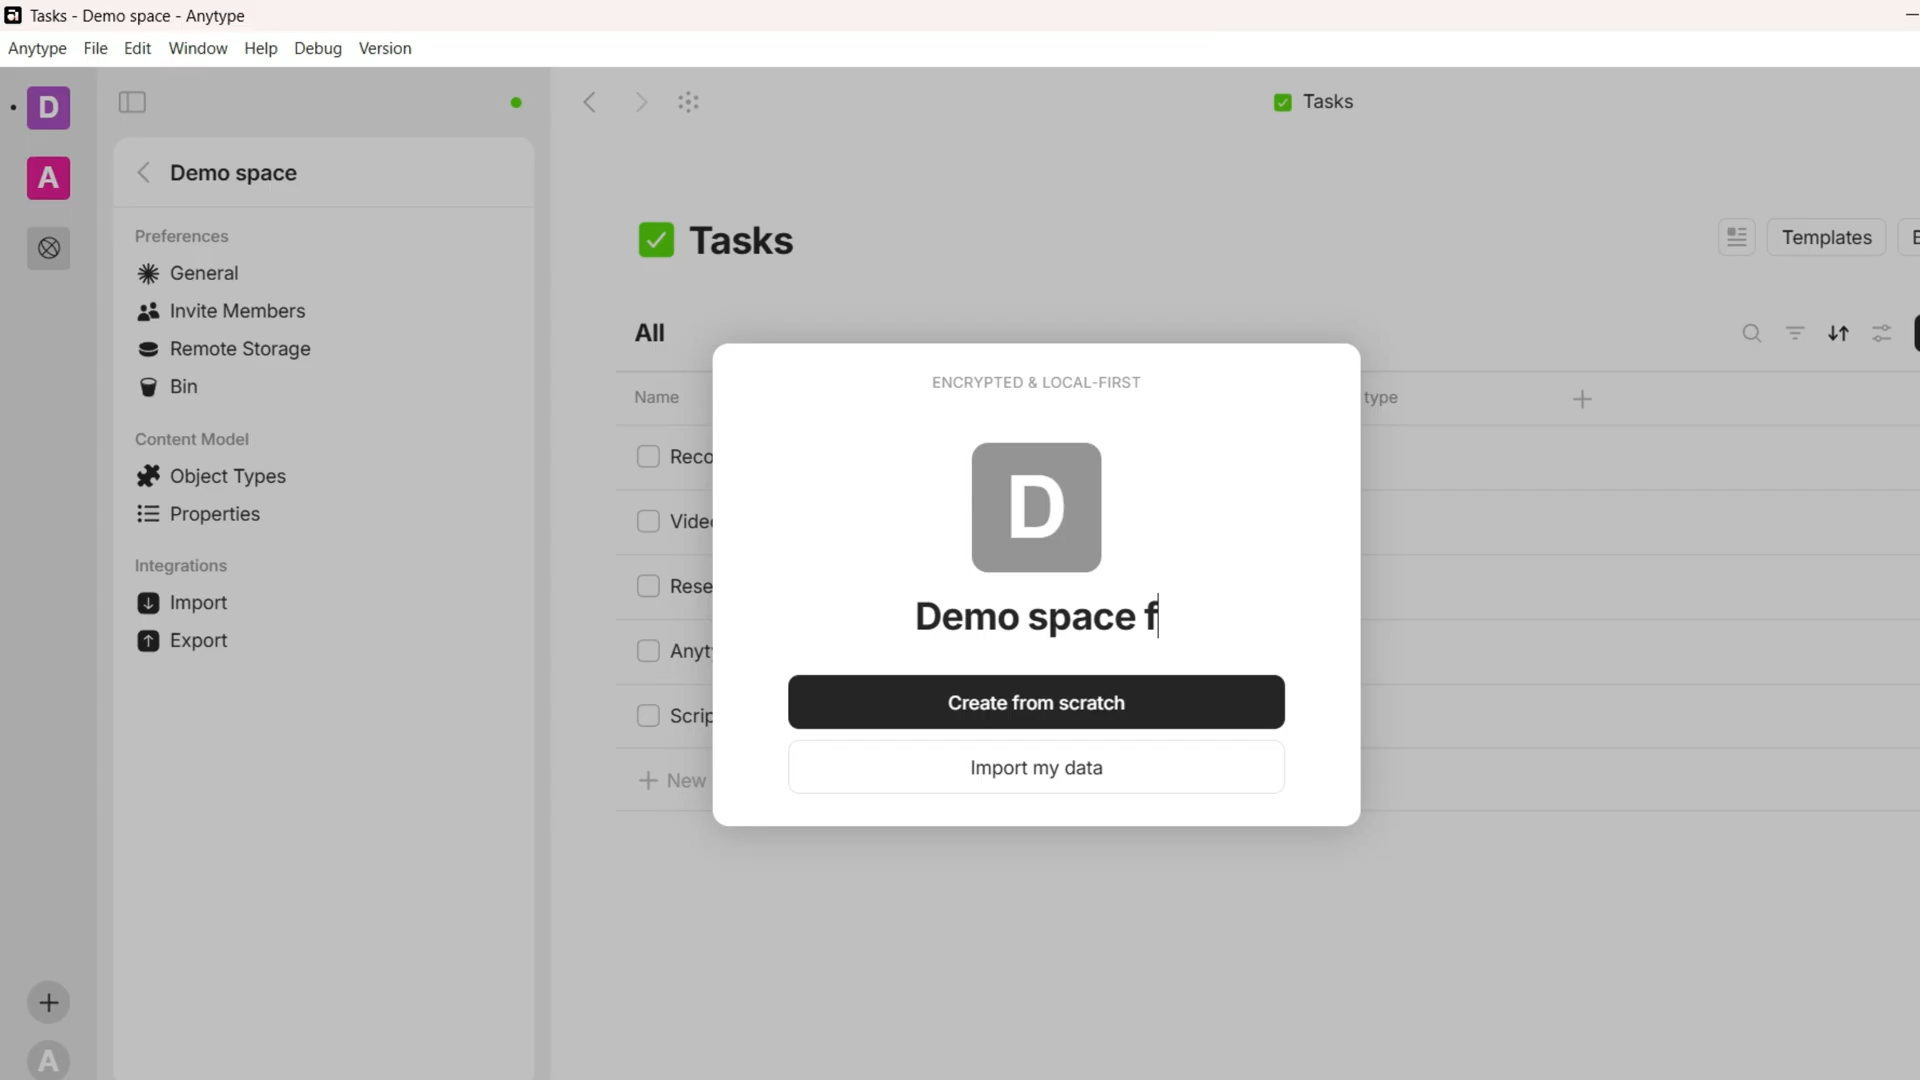 Tasks - Demo space - Anytype
Anytype File Edit Window Help Debug Version
D
A
Demo space
Preferences
General
Invite Members
Remote Storage
Bin
Content Model
Object Types
Properties
Integrations
Import
Export
A
Tasks
Tasks
Templates
All
Name
type
Reco
Vide
Rese
Anyt
Scrip
New
ENCRYPTED & LOCAL-FIRST
D
Demo space f
Create from scratch
Import my data